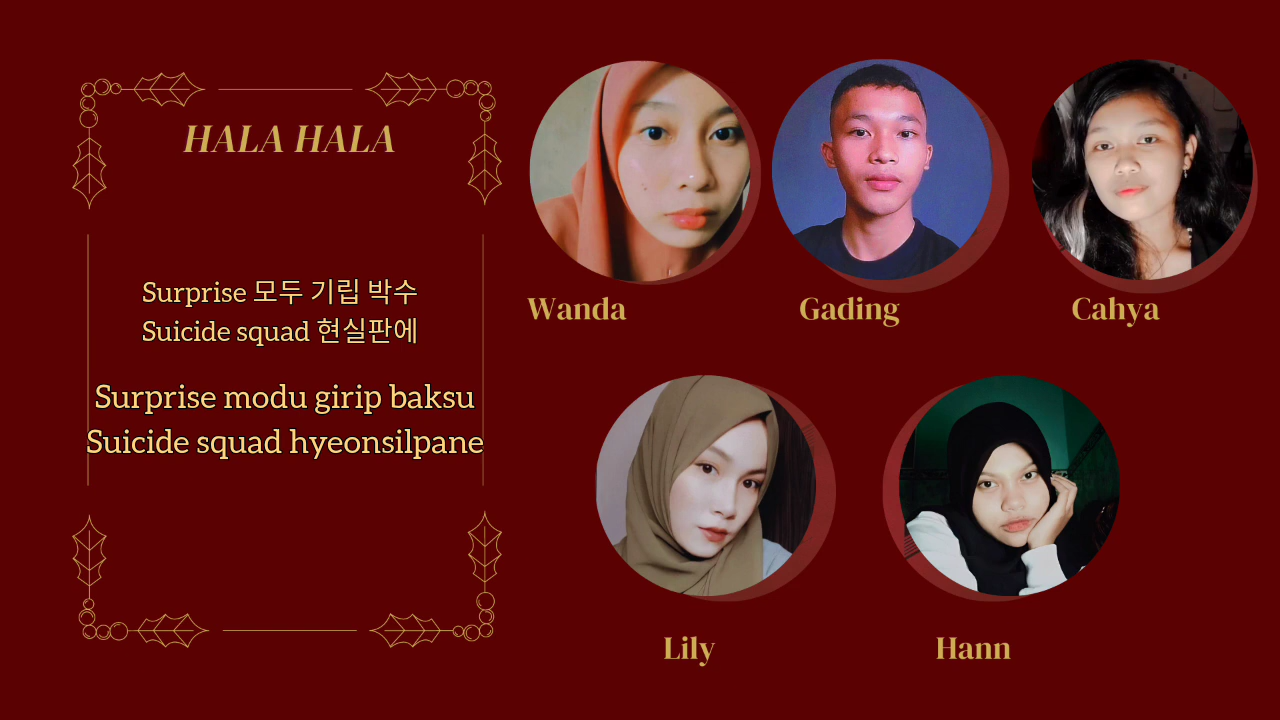 HALA HALA
Surprise 모두 기립 박수
Suicide squad 현실판에
Surprise modu girip baksu
Suicide squad hyeonsilpane
Wanda
Gading
Cahya
Lily
Hann